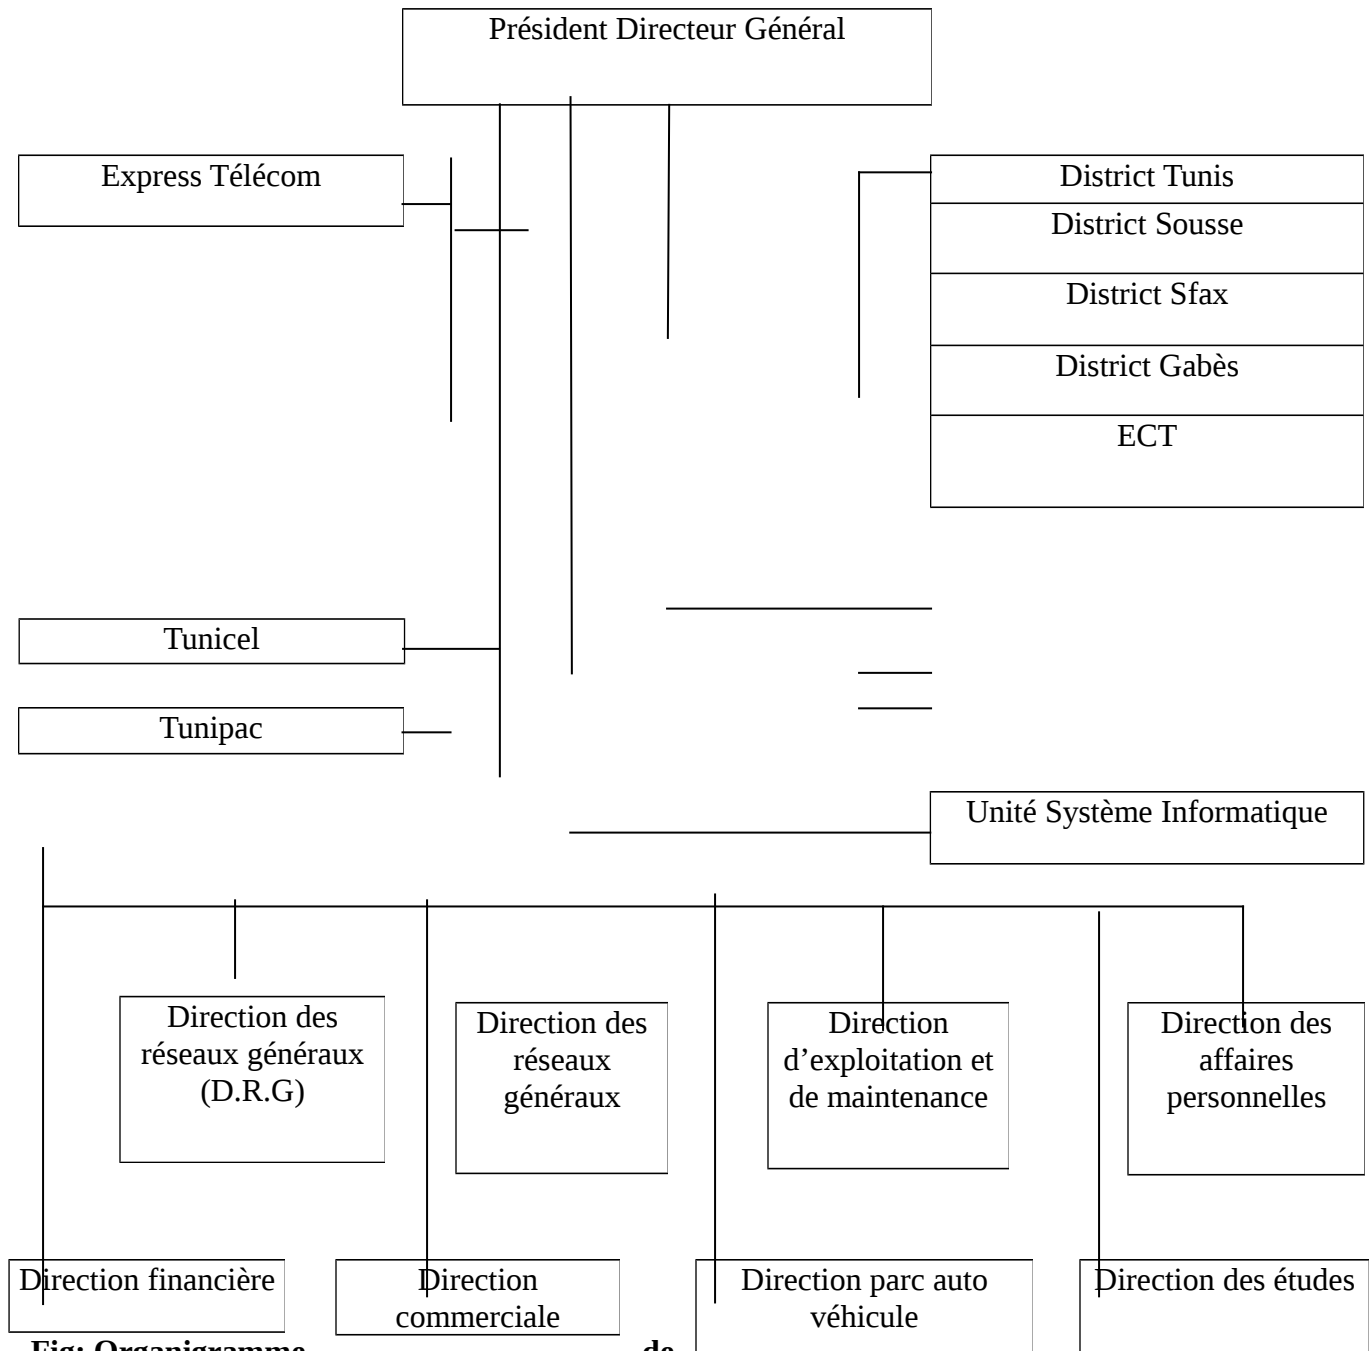 Président Directeur Général
Express Télécom
District Tunis
District Sousse
District Sfax
District Gabès
ECT
Tunicel
Tunipac
Unité Système Informatique
Direction des
réseaux généraux
(D.R.G)
Direction des
réseaux
généraux
Direction
d’exploitation et
de maintenance
Direction des
affaires
personnelles
Direction financière
Direction
commerciale
Direction parc auto
véhicule
Direction des études
Fig: Organigramme de